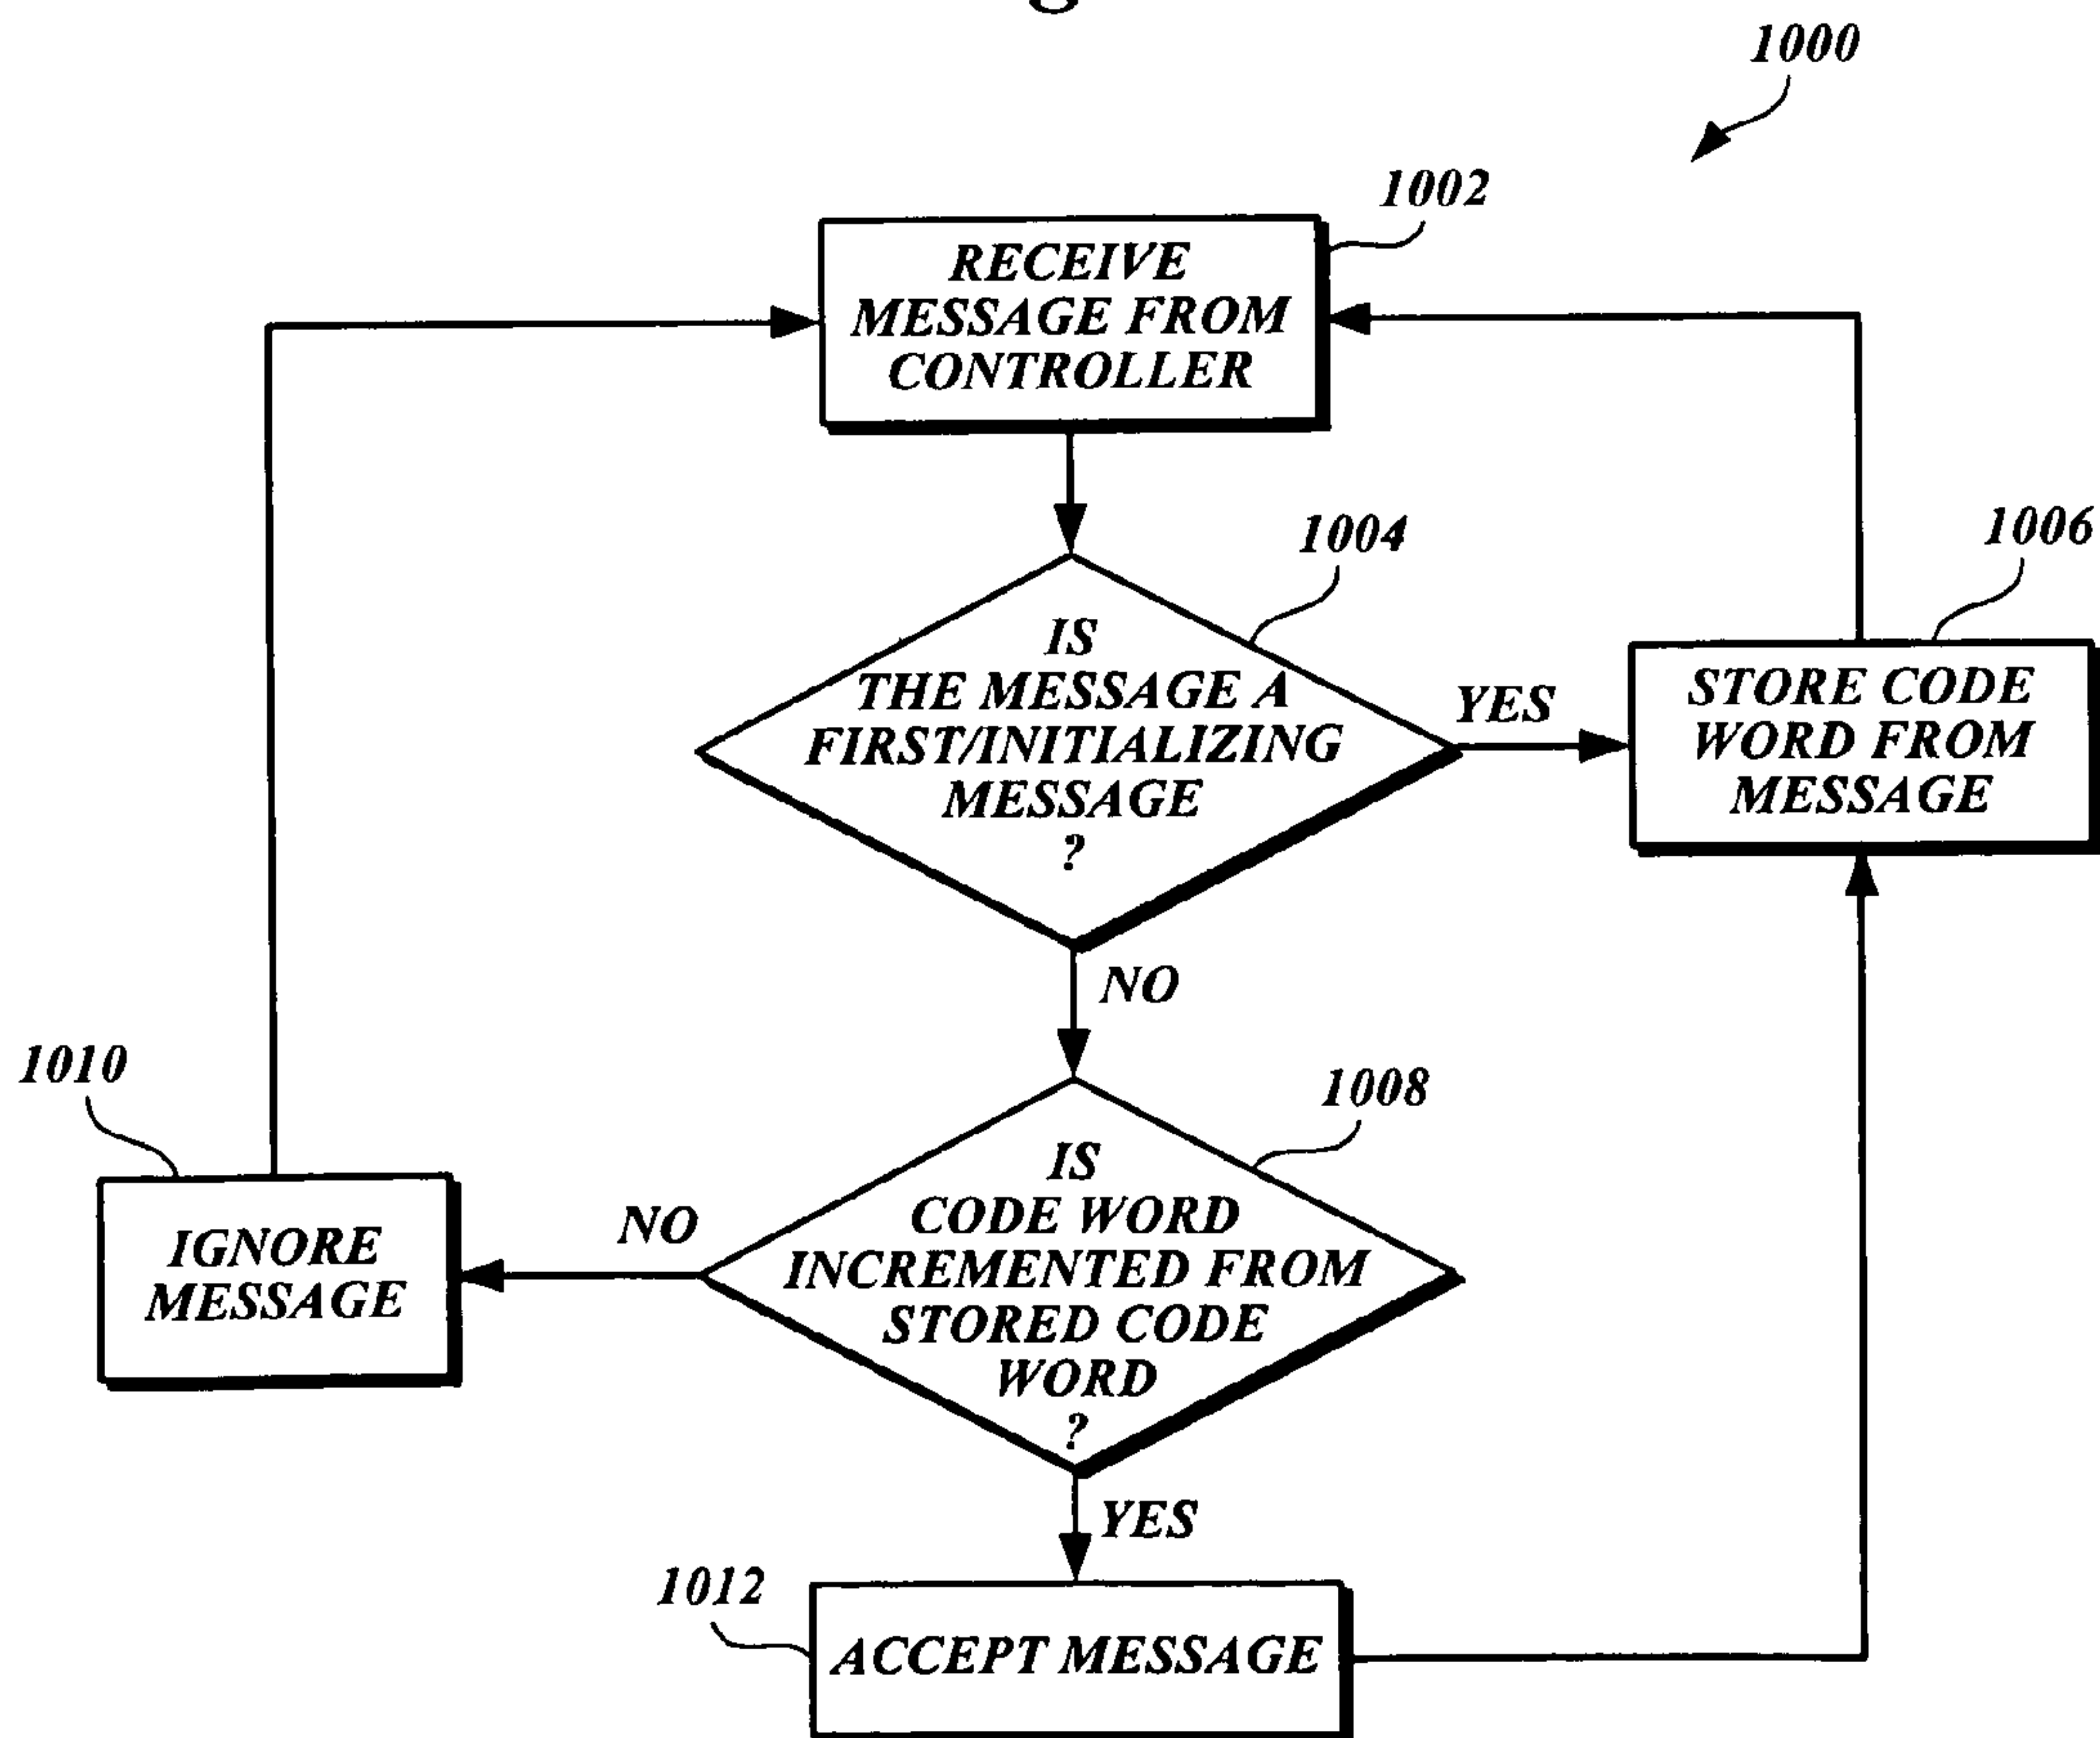 1000
1002
RECEIVE
MESSAGE FROM
CONTROLLER
1004
IS
THE MESSAGE A
FIRST/INITIALIZING
MESSAGE
?
YES
1006
STORE CODE
WORD FROM
MESSAGE
NO
1008
IS
CODE WORD
INCREMENTED FROM
STORED CODE
WORD
?
NO
1010
IGNORE
MESSAGE
YES
1012
ACCEPT MESSAGE